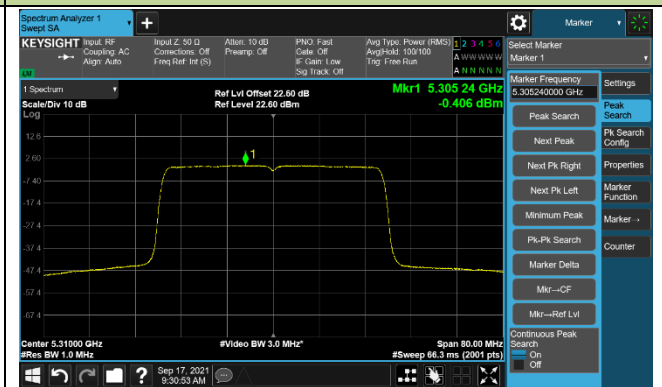 Spectrum Analyzer 1
Swept SA
Marker
KEYSIGHT
Input: RF
Coupling: AC
Align: Auto
Input Z: 50 Ω
Corrections: Off
Freq Ref: Int (S)
Atten: 10 dB
Preamp: Off
PNO: Fast
Gate: Off
IF Gain: Low
Sig Track: Off
Avg Type: Power (RMS)
Avg|Hold: 100/100
Trig: Free Run
1 2 3 4 5 6
A WW WW W
A N N N N N
LXI
Select Marker
Marker 1
1 Spectrum
Scale/Div 10 dB
Log
Ref Lvl Offset 22.60 dB
Ref Level 22.60 dBm
Mkr1 5.305 24 GHz
-0.406 dBm
12.6
2.60
-7.40
-17.4
-27.4
-37.4
-47.4
-57.4
-67.4
1
Center 5.31000 GHz
#Res BW 1.0 MHz
#Video BW 3.0 MHz*
Span 80.00 MHz
#Sweep 66.3 ms (2001 pts)
Marker Frequency
5.305240000 GHz
Peak Search
Next Peak
Next Pk Right
Next Pk Left
Minimum Peak
Pk-Pk Search
Marker Delta
Mkr→CF
Mkr→Ref Lvl
Continuous Peak
Search
On
Off
Settings
Peak
Search
Pk Search
Config
Properties
Marker
Function
Marker→
Counter
Sep 17, 2021
9:30:53 AM